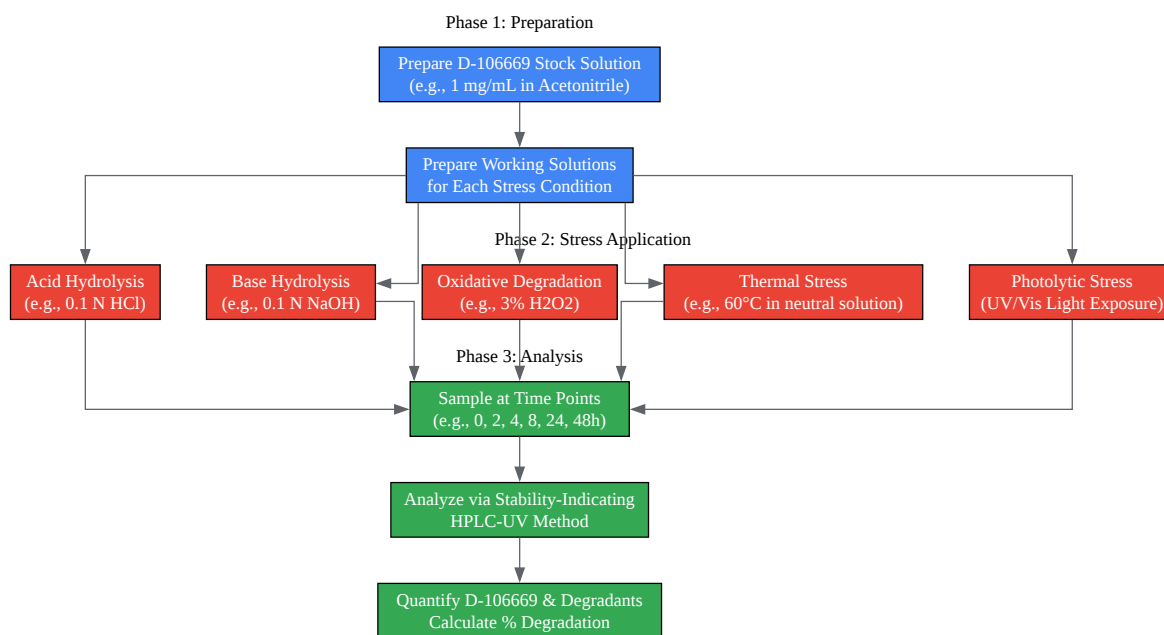 Phase 1: Preparation
Prepare D-106669 Stock Solution
(e.g., 1 mg/mL in Acetonitrile)
Prepare Working Solutions
for Each Stress Condition
Phase 2: Stress Application
Acid Hydrolysis
(e.g., 0.1 N HCl)
Base Hydrolysis
(e.g., 0.1 N NaOH)
Oxidative Degradation
(e.g., 3% H2O2)
Thermal Stress
(e.g., 60°C in neutral solution)
Photolytic Stress
(UV/Vis Light Exposure)
Phase 3: Analysis
Sample at Time Points
(e.g., 0, 2, 4, 8, 24, 48h)
Analyze via Stability-Indicating
HPLC-UV Method
Quantify D-106669 & Degradants
Calculate % Degradation